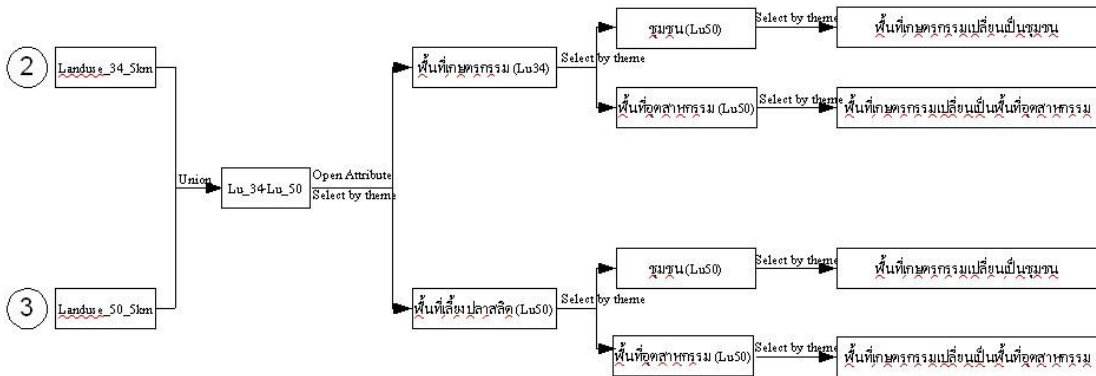 ชุมชน (Lu50)
Select by theme
พื้นที่เกษตรกรรมเปลี่ยนเป็นชุมชน
2
Landuse_34_5km
พื้นที่เกษตรกรรม (Lu34)
Select by theme
พื้นที่อุตสาหกรรม (Lu50)
Select by theme
พื้นที่เกษตรกรรมเปลี่ยนเป็นพื้นที่อุตสาหกรรม
Union
Lu_34-Lu_50
Open Attribute
Select by theme
ชุมชน (Lu50)
Select by theme
พื้นที่เกษตรกรรมเปลี่ยนเป็นชุมชน
3
Landuse_50_5km
พื้นที่เลี้ยงปลาสลิด (Lu50)
Select by theme
พื้นที่อุตสาหกรรม (Lu50)
Select by theme
พื้นที่เกษตรกรรมเปลี่ยนเป็นพื้นที่อุตสาหกรรม